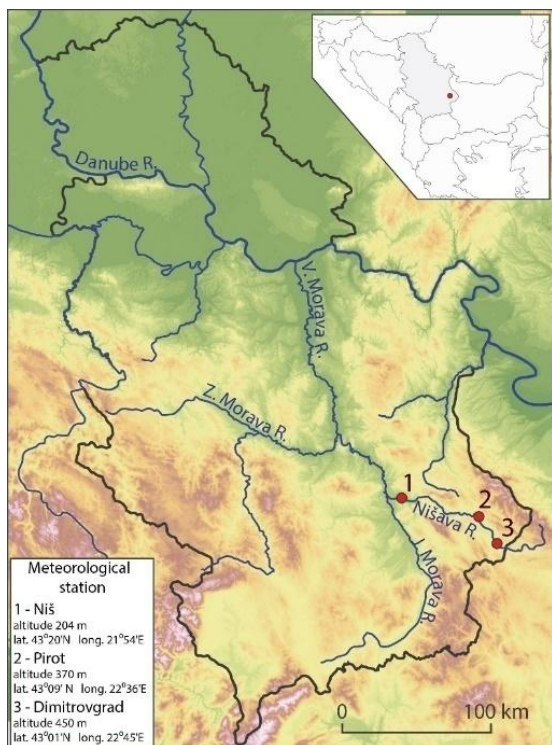 Danube R.
V. Morava R.
Z. Morava R.
1
2
Nišava R.
3
J. Morava R.
Meteorological
station
1 - Niš
altitude 204 m
lat. 43°20'N long. 21°54'E
2 - Pirot
altitude 370 m
lat. 43°09' N long. 22°36'E
3 - Dimitrovgrad
altitude 450 m
lat. 43°01'N long. 22°45'E
0 100 km